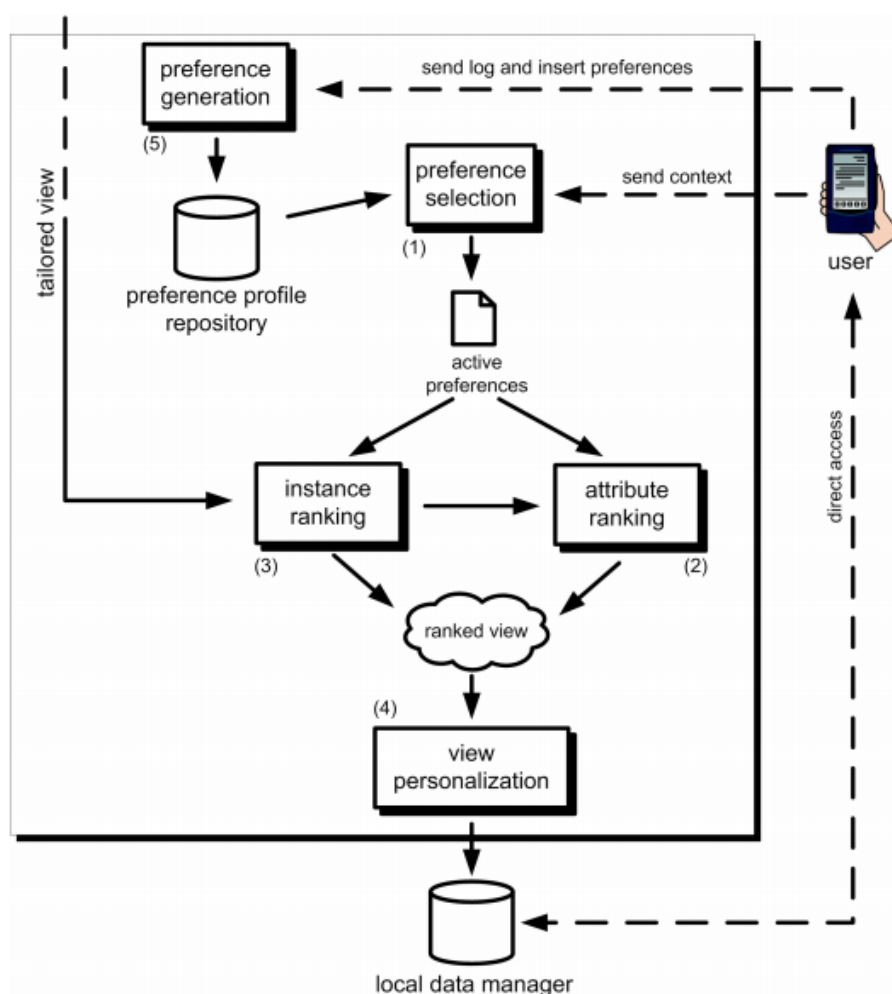 preference
generation
(5)
send log and insert preferences
preference
selection
(1)
send context
user
tailored view
preference profile
repository
active
preferences
direct access
instance
ranking
(3)
attribute
ranking
(2)
ranked view
(4)
view
personalization
local data manager